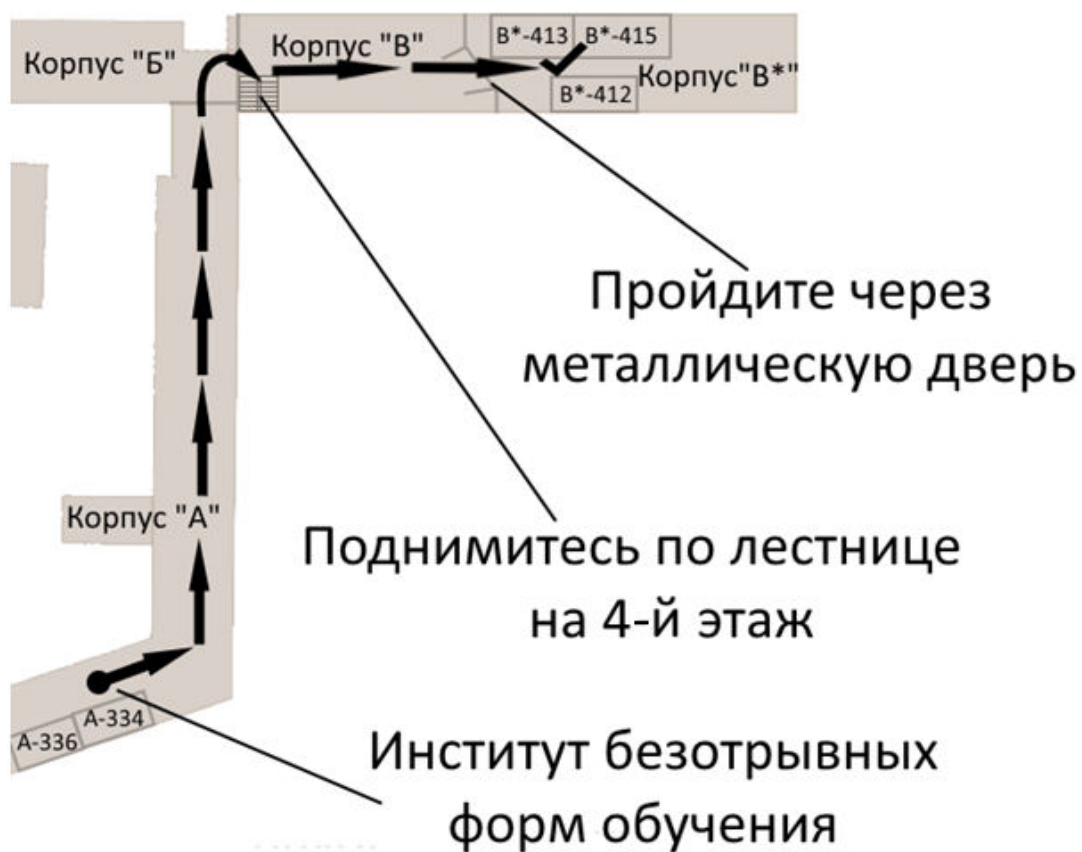 Корпус "Б"
Корпус "В"
В*-413
В*-415
Корпус"В*"
В*-412
Пройдите через
металлическую дверь
Корпус "А"
Поднимитесь по лестнице
на 4-й этаж
А-336
А-334
Институт безотрывных
форм обучения